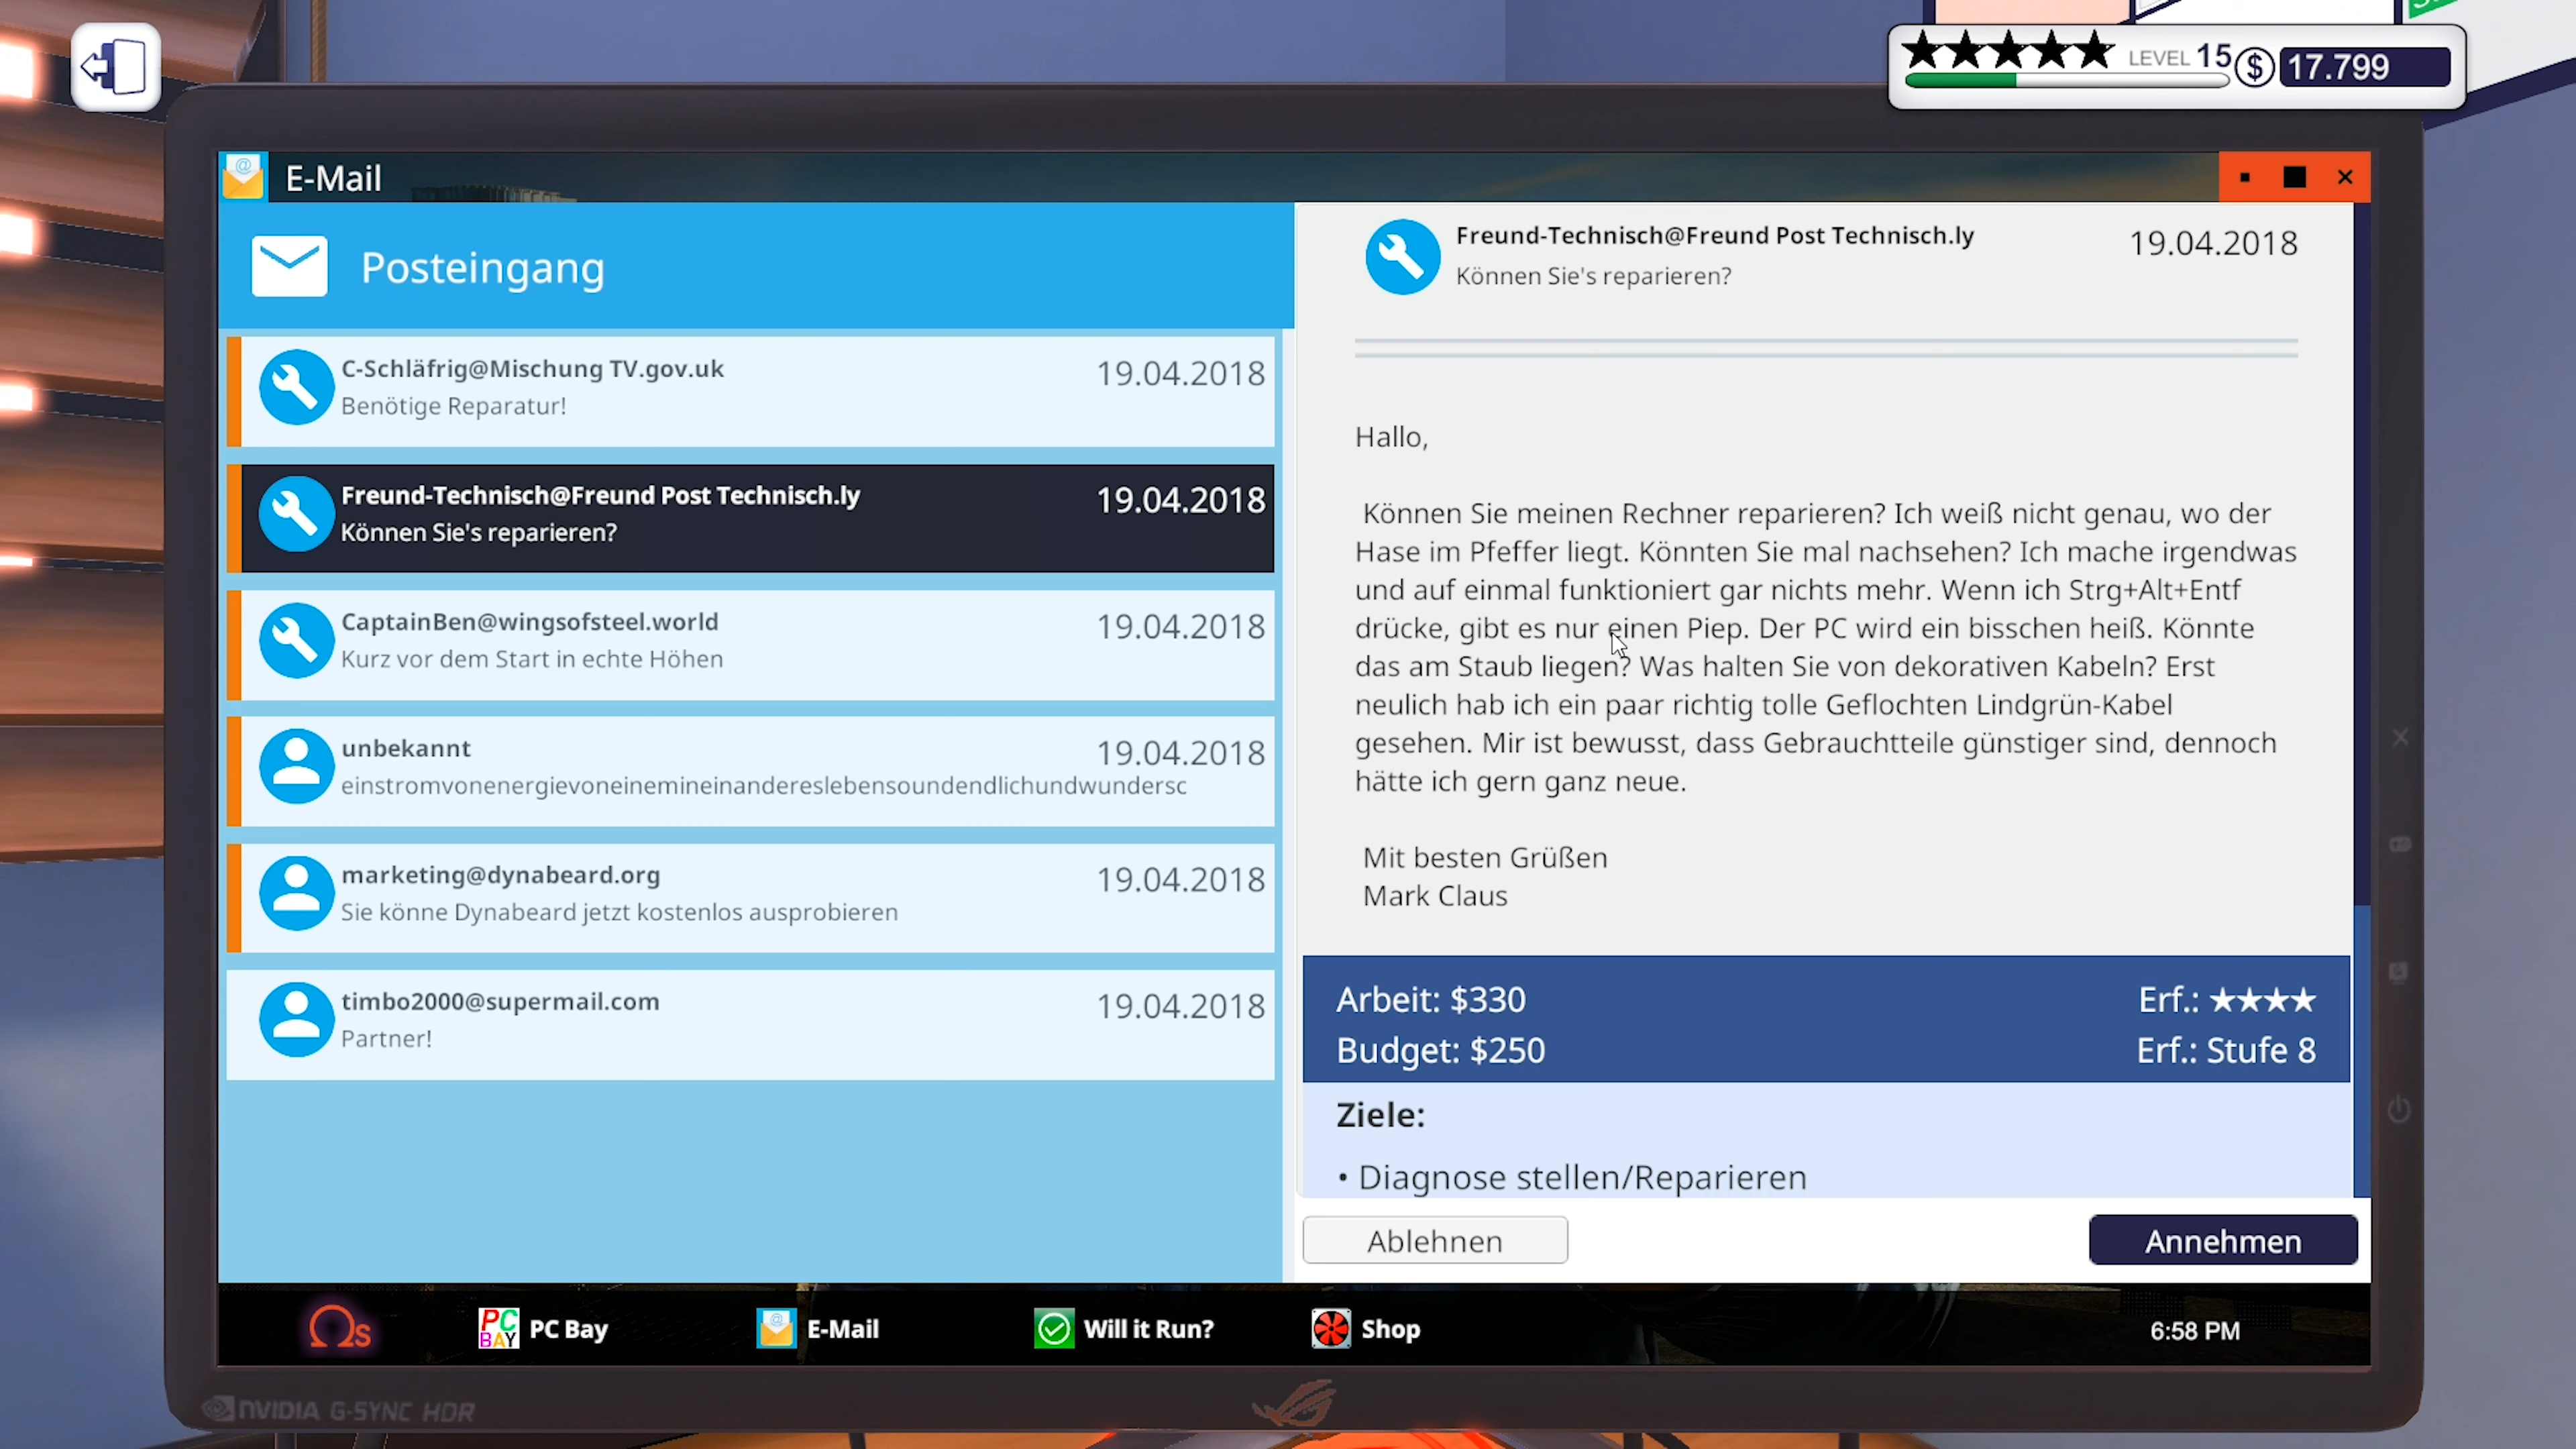 LEVEL 15
$ 17.799
E-Mail
Posteingang
C-Schläfrig@Mischung TV.gov.uk
19.04.2018
Benötige Reparatur!
Freund-Technisch@Freund Post Technisch.ly
19.04.2018
Können Sie's reparieren?
CaptainBen@wingsofsteel.world
19.04.2018
Kurz vor dem Start in echte Höhen
unbekannt
19.04.2018
einstromvonenergievoneinemineinandereslebensoundendlichundwundersc
marketing@dynabeard.org
19.04.2018
Sie könne Dynabeard jetzt kostenlos ausprobieren
timbo2000@supermail.com
19.04.2018
Partner!
Freund-Technisch@Freund Post Technisch.ly
19.04.2018
Können Sie's reparieren?
Hallo,
Können Sie meinen Rechner reparieren? Ich weiß nicht genau, wo der
Hase im Pfeffer liegt. Könnten Sie mal nachsehen? Ich mache irgendwas
und auf einmal funktioniert gar nichts mehr. Wenn ich Strg+Alt+Entf
drücke, gibt es nur einen Piep. Der PC wird ein bisschen heiß. Könnte
das am Staub liegen? Was halten Sie von dekorativen Kabeln? Erst
neulich hab ich ein paar richtig tolle Geflochten Lindgrün-Kabel
gesehen. Mir ist bewusst, dass Gebrauchtteile günstiger sind, dennoch
hätte ich gern ganz neue.
Mit besten Grüßen
Mark Claus
Arbeit: $330
Erf.: ★★★★
Budget: $250
Erf.: Stufe 8
Ziele:
• Diagnose stellen/Reparieren
Ablehnen
Annehmen
Ωs
PC BAY
PC Bay
E-Mail
Will it Run?
Shop
6:58 PM
NVIDIA G-SYNC HDR